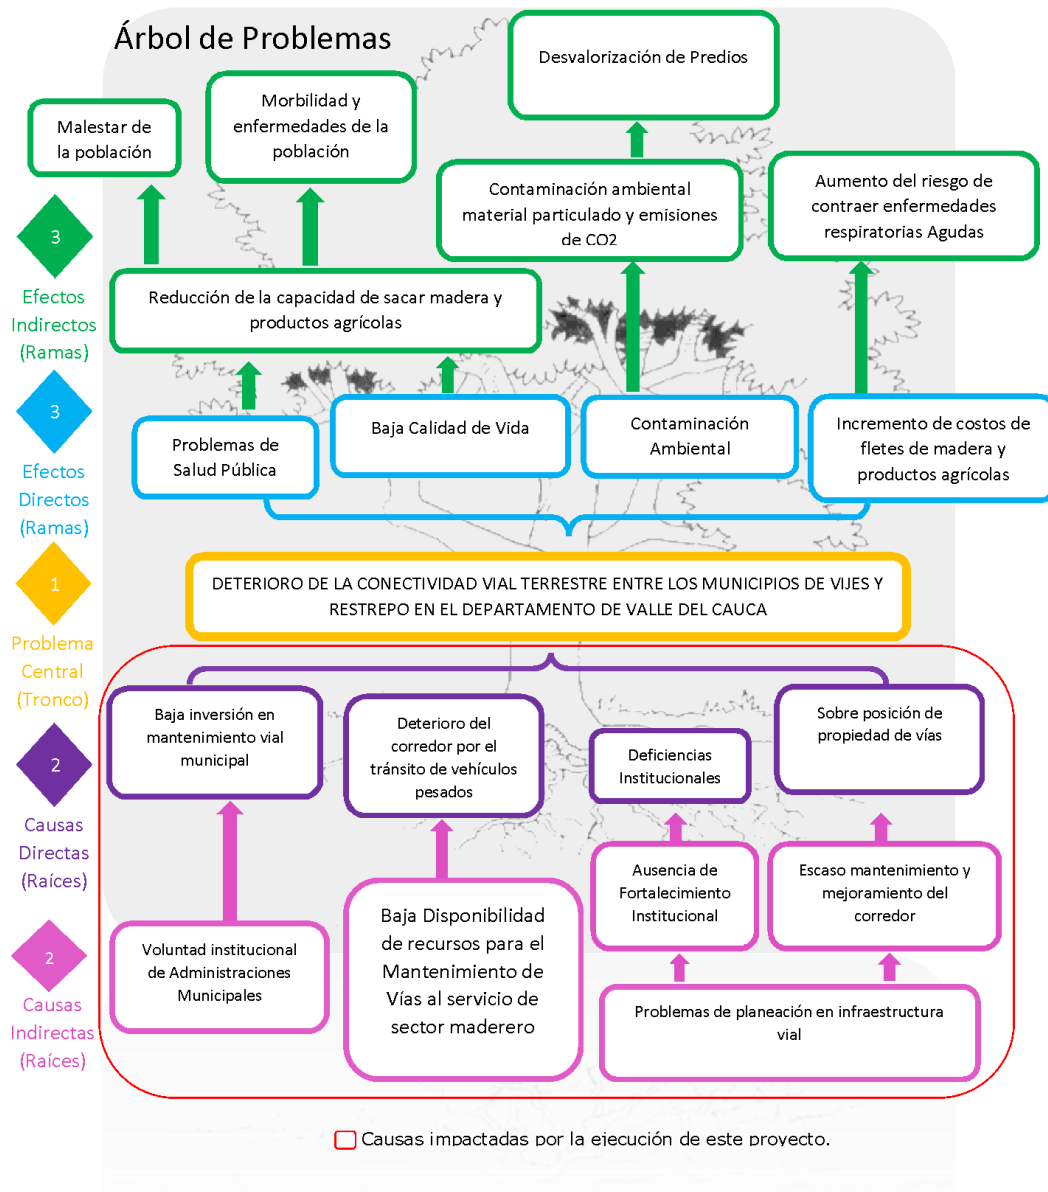 Árbol de Problemas
Desvalorización de Predios
Morbilidad y
enfermedades de la
población
Malestar de
la población
Contaminación ambiental
material particulado y emisiones
de CO2
Aumento del riesgo de
contraer enfermedades
respiratorias Agudas
3
Efectos
Indirectos
(Ramas)
Reducción de la capacidad de sacar madera y
productos agrícolas
3
Efectos
Directos
(Ramas)
Problemas de
Salud Pública
Baja Calidad de Vida
Contaminación
Ambiental
Incremento de costos de
fletes de madera y
productos agrícolas
1
Problema
Central
(Tronco)
DETERIORO DE LA CONECTIVIDAD VIAL TERRESTRE ENTRE LOS MUNICIPIOS DE VIJES Y
RESTREPO EN EL DEPARTAMENTO DE VALLE DEL CAUCA
2
Causas
Directas
(Raíces)
Baja inversión en
mantenimiento vial
municipal
Deterioro del
corredor por el
tránsito de vehículos
pesados
Deficiencias
Institucionales
Sobre posición de
propiedad de vías
2
Causas
Indirectas
(Raíces)
Voluntad institucional
de Administraciones
Municipales
Baja Disponibilidad
de recursos para el
Mantenimiento de
Vías al servicio de
sector maderero
Ausencia de
Fortalecimiento
Institucional
Escaso mantenimiento y
mejoramiento del
corredor
Problemas de planeación en infraestructura
vial
Causas impactadas por la ejecución de este proyecto.